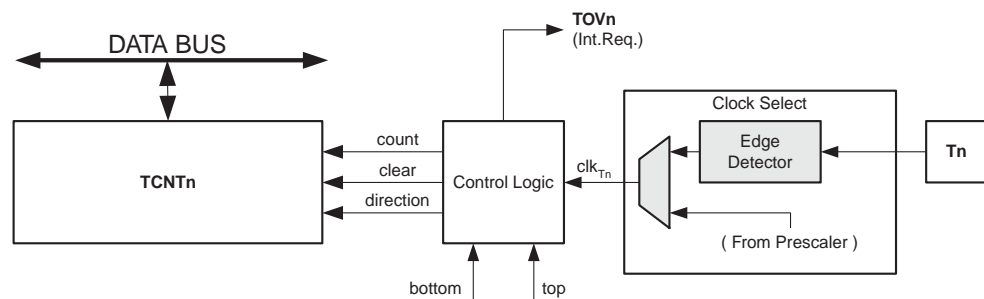 TOVn
(Int.Req.)
DATA BUS
Clock Select
count
Edge
Detector
Tn
TCNTn
clear
Control Logic
clkTn
direction
( From Prescaler )
bottom
top